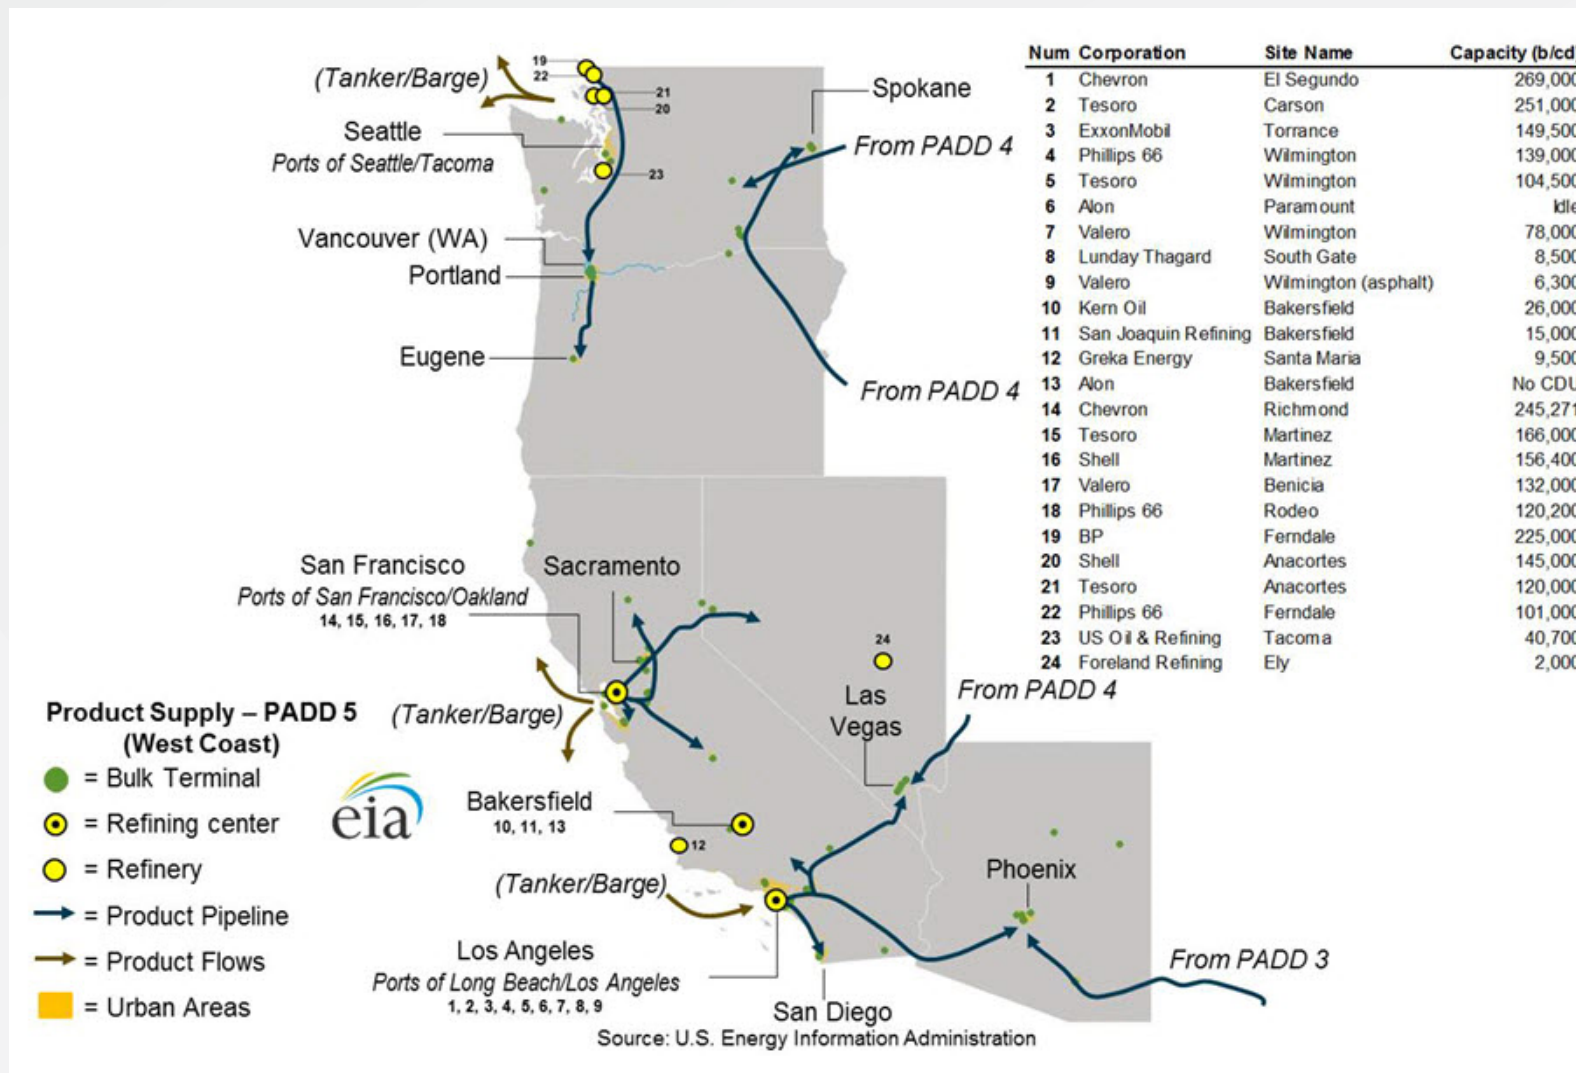 Num Corporation Site Name Capacity (b/cd)
1 Chevron El Segundo 269,000
2 Tesoro Carson 251,000
3 ExxonMobil Torrance 149,500
4 Phillips 66 Wilmington 139,000
5 Tesoro Wilmington 104,500
6 Alon Paramount Idle
7 Valero Wilmington 78,000
8 Lunday Thagard South Gate 8,500
9 Valero Wilmington (asphalt) 6,300
10 Kern Oil Bakersfield 26,000
11 San Joaquin Refining Bakersfield 15,000
12 Greka Energy Santa Maria 9,500
13 Alon Bakersfield No CDU
14 Chevron Richmond 245,271
15 Tesoro Martinez 166,000
16 Shell Martinez 156,400
17 Valero Benicia 132,000
18 Phillips 66 Rodeo 120,200
19 BP Ferndale 225,000
20 Shell Anacortes 145,000
21 Tesoro Anacortes 120,000
22 Phillips 66 Ferndale 101,000
23 US Oil & Refining Tacoma 40,700
24 Foreland Refining Ely 2,000
19
22
(Tanker/Barge)
21
20
Spokane
Seattle
Ports of Seattle/Tacoma
From PADD 4
23
Vancouver (WA)
Portland
Eugene
From PADD 4
San Francisco
Ports of San Francisco/Oakland
14, 15, 16, 17, 18
Sacramento
24
Las
Vegas
From PADD 4
(Tanker/Barge)
Product Supply – PADD 5
(West Coast)
= Bulk Terminal
= Refining center
= Refinery
= Product Pipeline
= Product Flows
= Urban Areas
eia
Bakersfield
10, 11, 13
12
(Tanker/Barge)
Phoenix
Los Angeles
Ports of Long Beach/Los Angeles
1, 2, 3, 4, 5, 6, 7, 8, 9
From PADD 3
San Diego
Source: U.S. Energy Information Administration